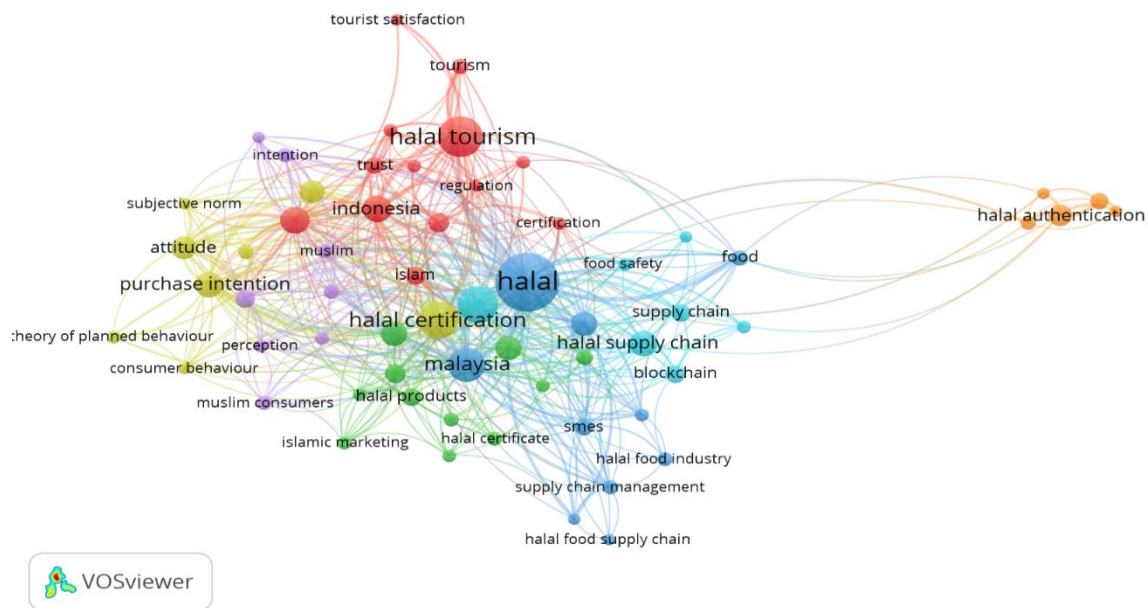 tourist satisfaction
tourism
halal tourism
intention
trust
regulation
subjective norm
indonesia
certification
halal authentication
attitude
muslim
food
food safety
islam
halal
purchase intention
supply chain
halal certification
theory of planned behaviour
perception
halal supply chain
malaysia
consumer behaviour
blockchain
muslim consumers
halal products
smes
islamic marketing
halal certificate
halal food industry
supply chain management
halal food supply chain
VOSviewer